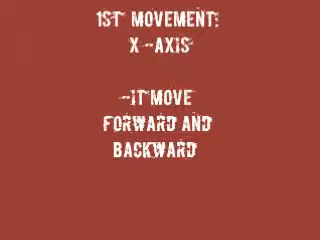 1ST MOVEMENT:
X-AXIS
-IT MOVE
FORWARD AND
BACKWARD